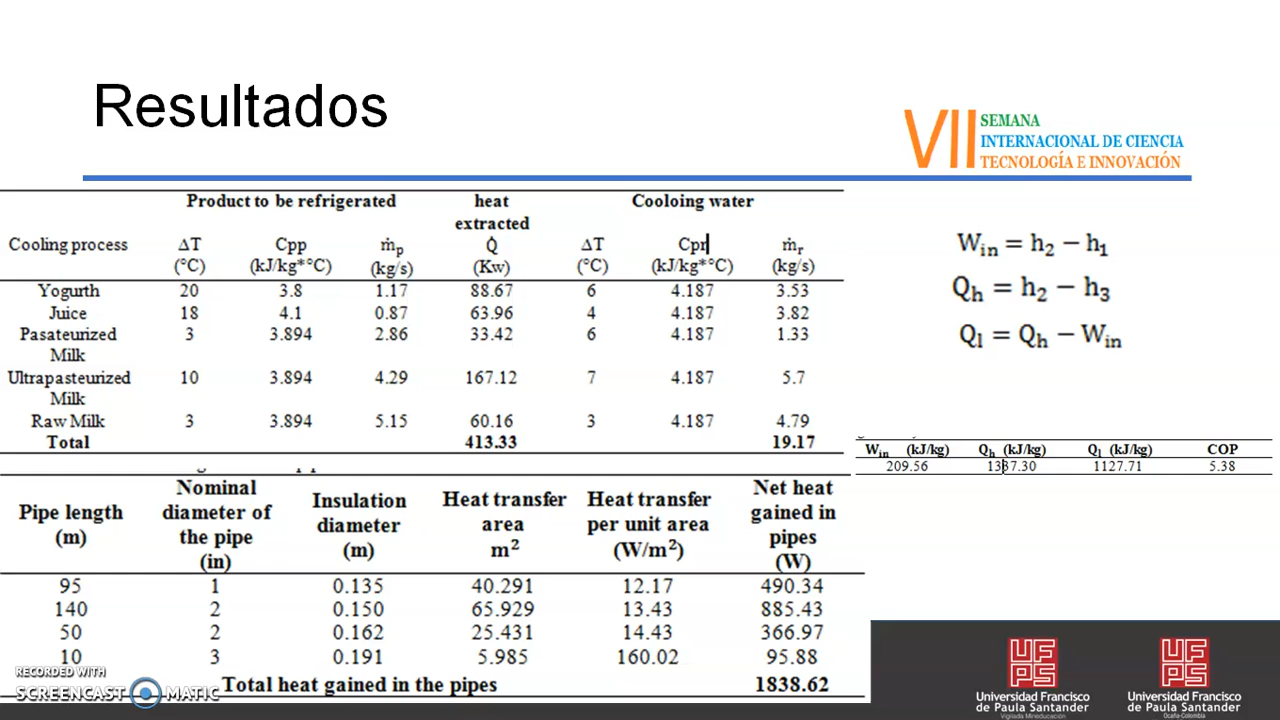 Resultados
VII SEMANA
INTERNACIONAL DE CIENCIA
TECNOLOGÍA E INNOVACIÓN
Product to be refrigerated heat extracted Cooloing water
Cooling process ΔT (°C) Cpp (kJ/kg*°C) ṁp (kg/s) Q̇ (Kw) ΔT (°C) Cpr (kJ/kg*°C) ṁr (kg/s)
Yogurth 20 3.8 1.17 88.67 6 4.187 3.53
Juice 18 4.1 0.87 63.96 4 4.187 3.82
Pasateurized Milk 3 3.894 2.86 33.42 6 4.187 1.33
Ultrapasteurized Milk 10 3.894 4.29 167.12 7 4.187 5.7
Raw Milk 3 3.894 5.15 60.16 3 4.187 4.79
Total 413.33 19.17
Win = h2 − h1
Qh = h2 − h3
Ql = Qh − Win
Win (kJ/kg) Qh (kJ/kg) Ql (kJ/kg) COP
209.56 1337.30 1127.71 5.38
Pipe length (m) Nominal diameter of the pipe (in) Insulation diameter (m) Heat transfer area m² Heat transfer per unit area (W/m²) Net heat gained in pipes (W)
95 1 0.135 40.291 12.17 490.34
140 2 0.150 65.929 13.43 885.43
50 2 0.162 25.431 14.43 366.97
10 3 0.191 5.985 160.02 95.88
Total heat gained in the pipes 1838.62
RECORDED WITH
SCREENCAST MATIC
UFPS
Universidad Francisco
de Paula Santander
Vigilada Mineducación
UFPS
Universidad Francisco
de Paula Santander
Ocaña-Colombia